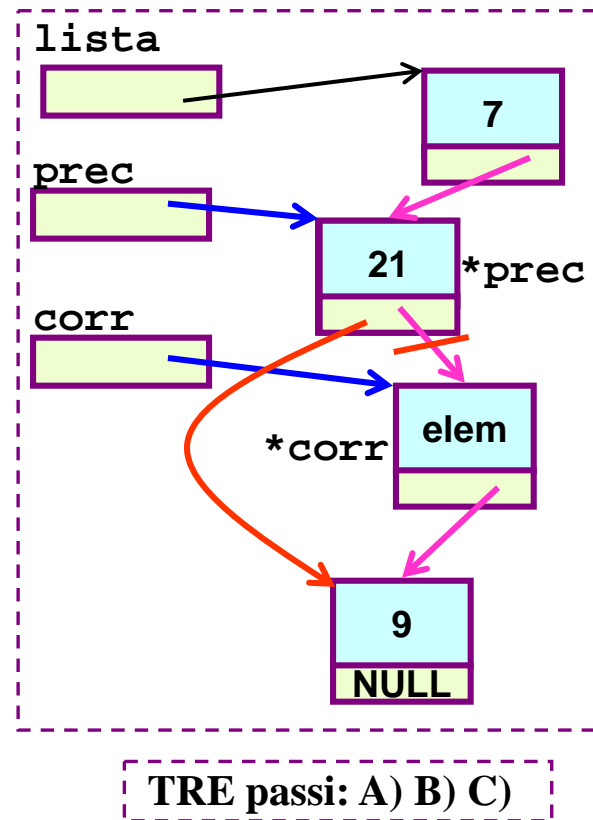 lista
7
prec
21
*prec
corr
elem
*corr
9
NULL
TRE passi: A) B) C)